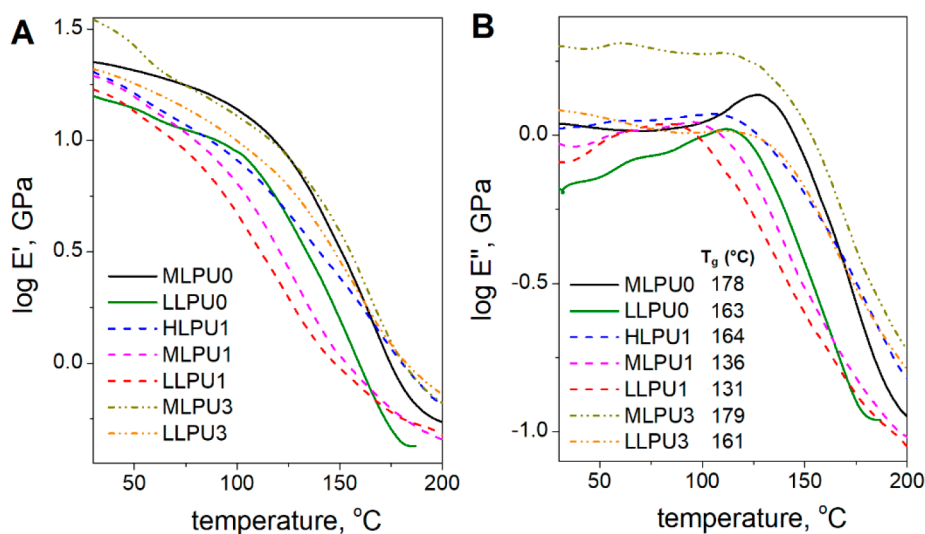 A
log E', GPa
1.5
1.0
0.5
0.0
MLPU0
LLPU0
HLPU1
MLPU1
LLPU1
MLPU3
LLPU3
50
100
150
200
temperature, °C
B
log E'', GPa
0.0
-0.5
-1.0
Tg (°C)
MLPU0 178
LLPU0 163
HLPU1 164
MLPU1 136
LLPU1 131
MLPU3 179
LLPU3 161
50
100
150
200
temperature, °C